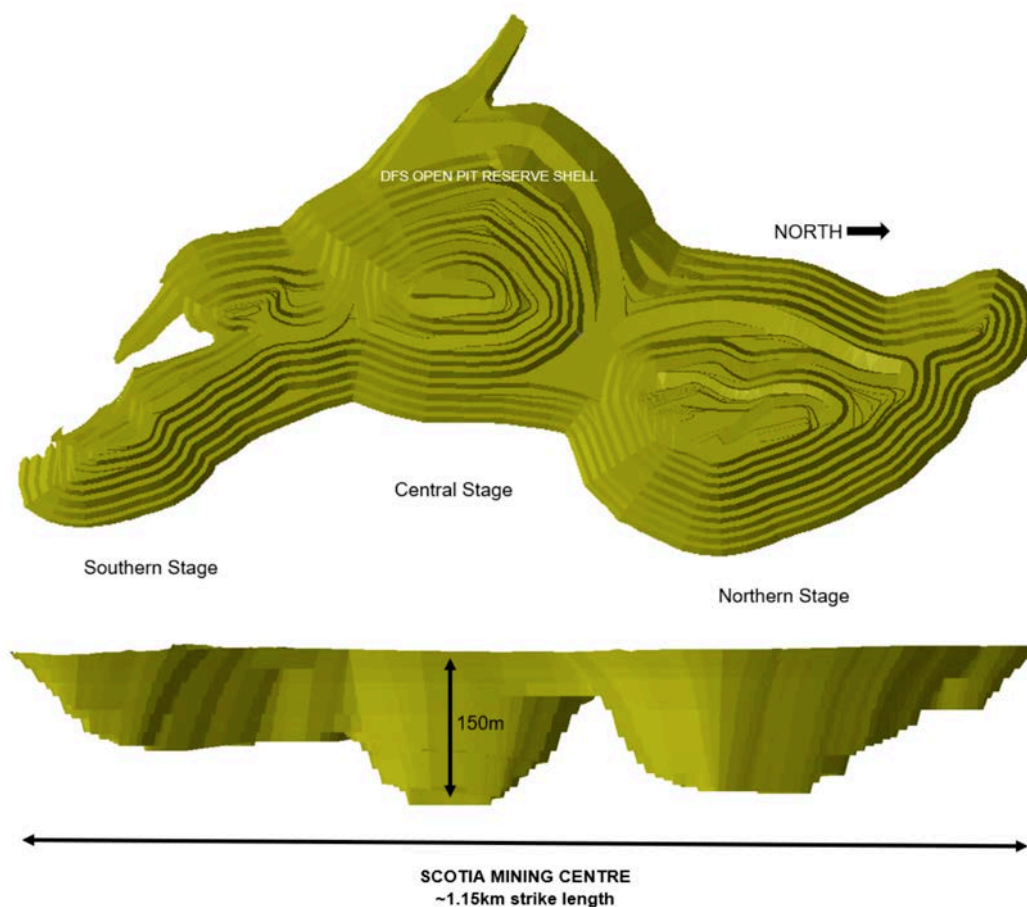 DFS OPEN PIT RESERVE SHELL
NORTH
Central Stage
Southern Stage
Northern Stage
150m
SCOTIA MINING CENTRE
~1.15km strike length